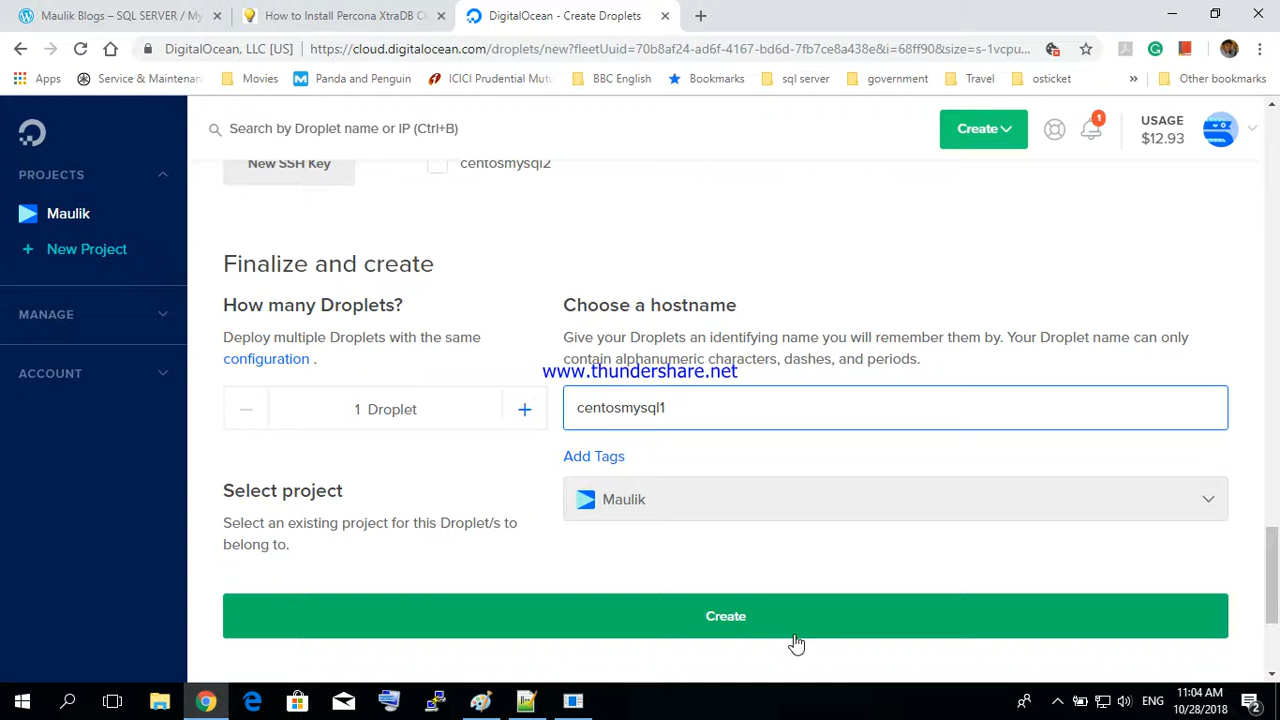 Maulik Blogs – SQL SERVER / My
How to Install Percona XtraDB Cl
DigitalOcean - Create Droplets
DigitalOcean, LLC [US]
https://cloud.digitalocean.com/droplets/new?fleetUuid=70b8af24-ad6f-4167-bd6d-7fb7ce8a438e&i=68ff90&size=s-1vcpu...
Apps
Service & Maintenan
Movies
Panda and Penguin
ICICI Prudential Mutu
BBC English
Bookmarks
sql server
government
Travel
osticket
»
Other bookmarks
Search by Droplet name or IP (Ctrl+B)
Create
1
USAGE
$12.93
PROJECTS
Maulik
+ New Project
MANAGE
ACCOUNT
New SSH Key
centosmysql2
Finalize and create
How many Droplets?
Deploy multiple Droplets with the same
configuration .
1 Droplet
Choose a hostname
Give your Droplets an identifying name you will remember them by. Your Droplet name can only
contain alphanumeric characters, dashes, and periods.
www.thundershare.net
centosmysql1
Add Tags
Select project
Select an existing project for this Droplet/s to
belong to.
Maulik
Create
ENG
11:04 AM
10/28/2018
2